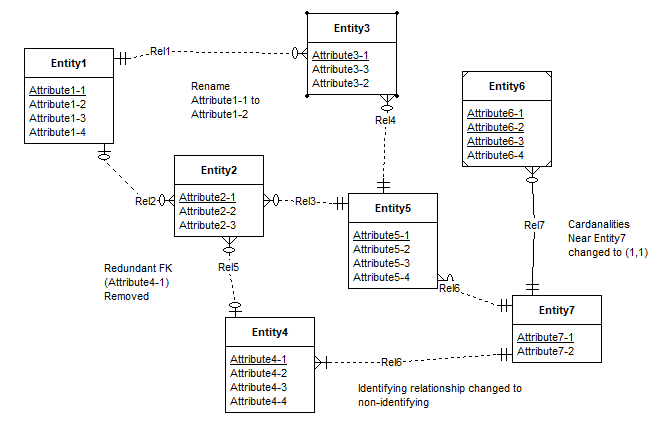 Entity3
Attribute3-1
Attribute3-3
Attribute3-2
Rel1
Entity1
Attribute1-1
Attribute1-2
Attribute1-3
Attribute1-4
Rename
Attribute1-1 to
Attribute1-2
Entity6
Attribute6-1
Attribute6-2
Attribute6-3
Attribute6-4
Rel4
Entity2
Attribute2-1
Attribute2-2
Attribute2-3
Rel2
Rel3
Entity5
Attribute5-1
Attribute5-2
Attribute5-3
Attribute5-4
Rel7
Cardanalities
Near Entity7
changed to (1,1)
Redundant FK
(Attribute4-1)
Removed
Rel5
Rel6
Entity7
Attribute7-1
Attribute7-2
Entity4
Attribute4-1
Attribute4-2
Attribute4-3
Attribute4-4
Rel6
Identifying relationship changed to
non-identifying